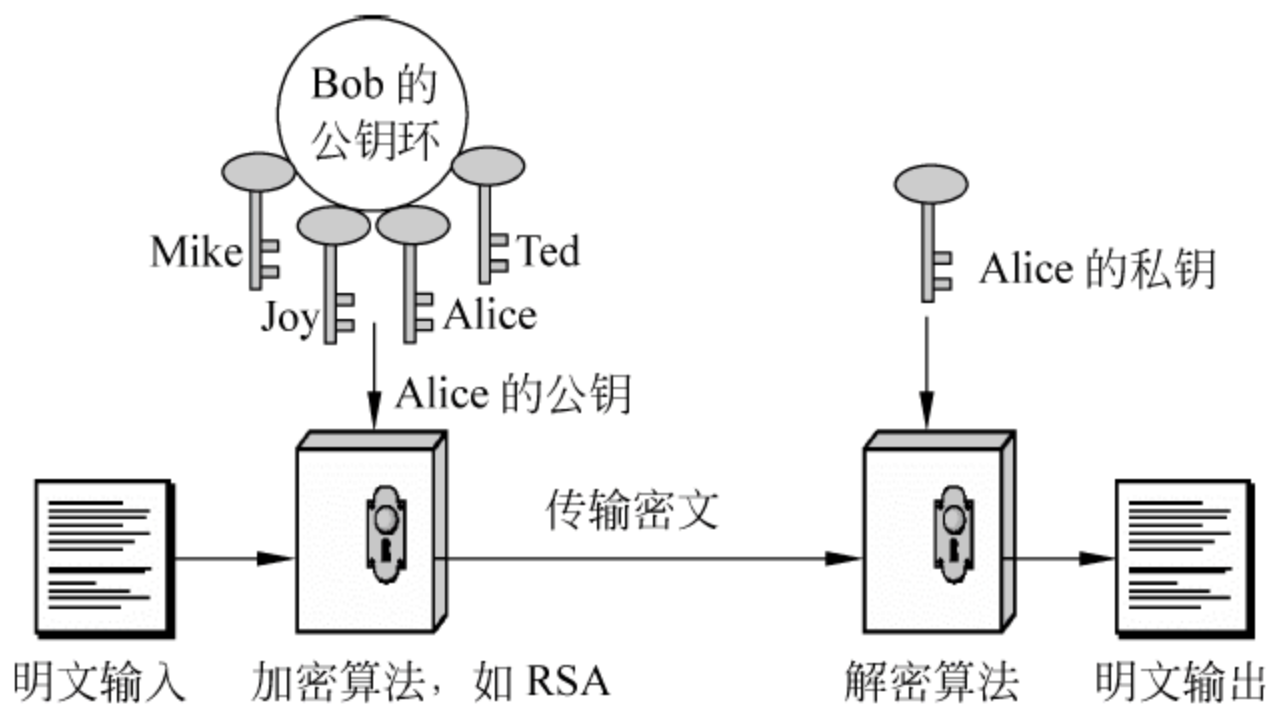 Bob 的
公钥环
Mike
Ted
Joy
Alice
Alice 的私钥
Alice 的公钥
传输密文
明文输入
加密算法，如 RSA
解密算法
明文输出